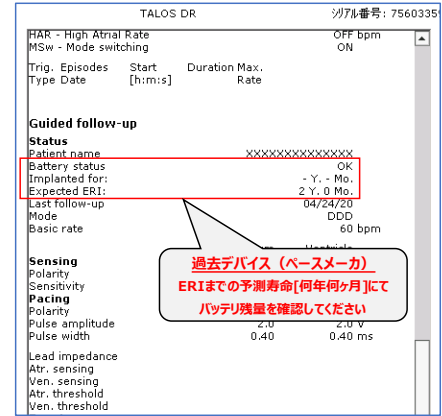 TALOS DR シリアル番号: 7560335
HAR - High Atrial Rate OFF bpm
MSw - Mode switching ON
Trig. Episodes Start Duration Max.
Type Date [h:m:s] Rate
Guided follow-up
Status
Patient name XXXXXXXXXXXXXX
Battery status OK
Implanted for: - Y. - Mo.
Expected ERI: 2 Y. 0 Mo.
Last follow-up 04/24/20
Mode DDD
Basic rate 60 bpm
Sensing
Polarity
Sensitivity
Pacing
Polarity
Pulse amplitude 2.0 2.0 V
Pulse width 0.40 0.40 ms
過去デバイス（ペースメーカ）
ERIまでの予測寿命[何年何ヶ月]にて
バッテリ残量を確認してください
Lead impedance
Atr. sensing
Ven. sensing
Atr. threshold
Ven. threshold